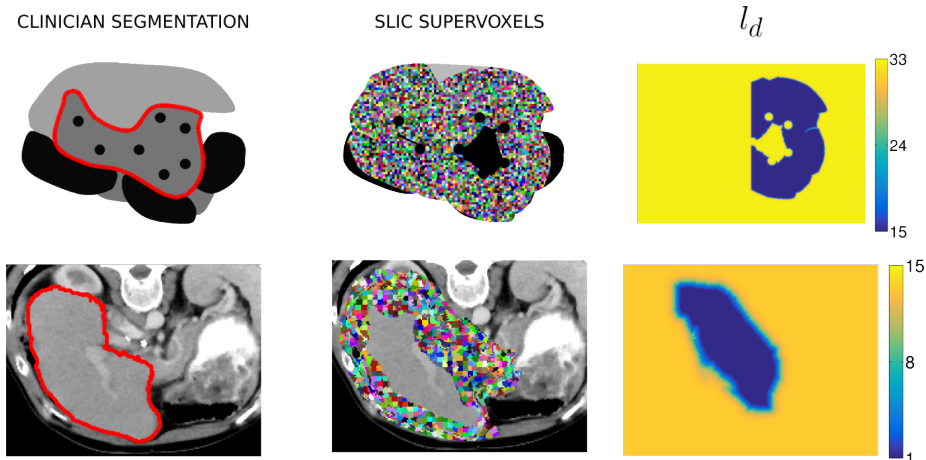 CLINICIAN SEGMENTATION
SLIC SUPERVOXELS
l_d
33
24
15
15
8
1